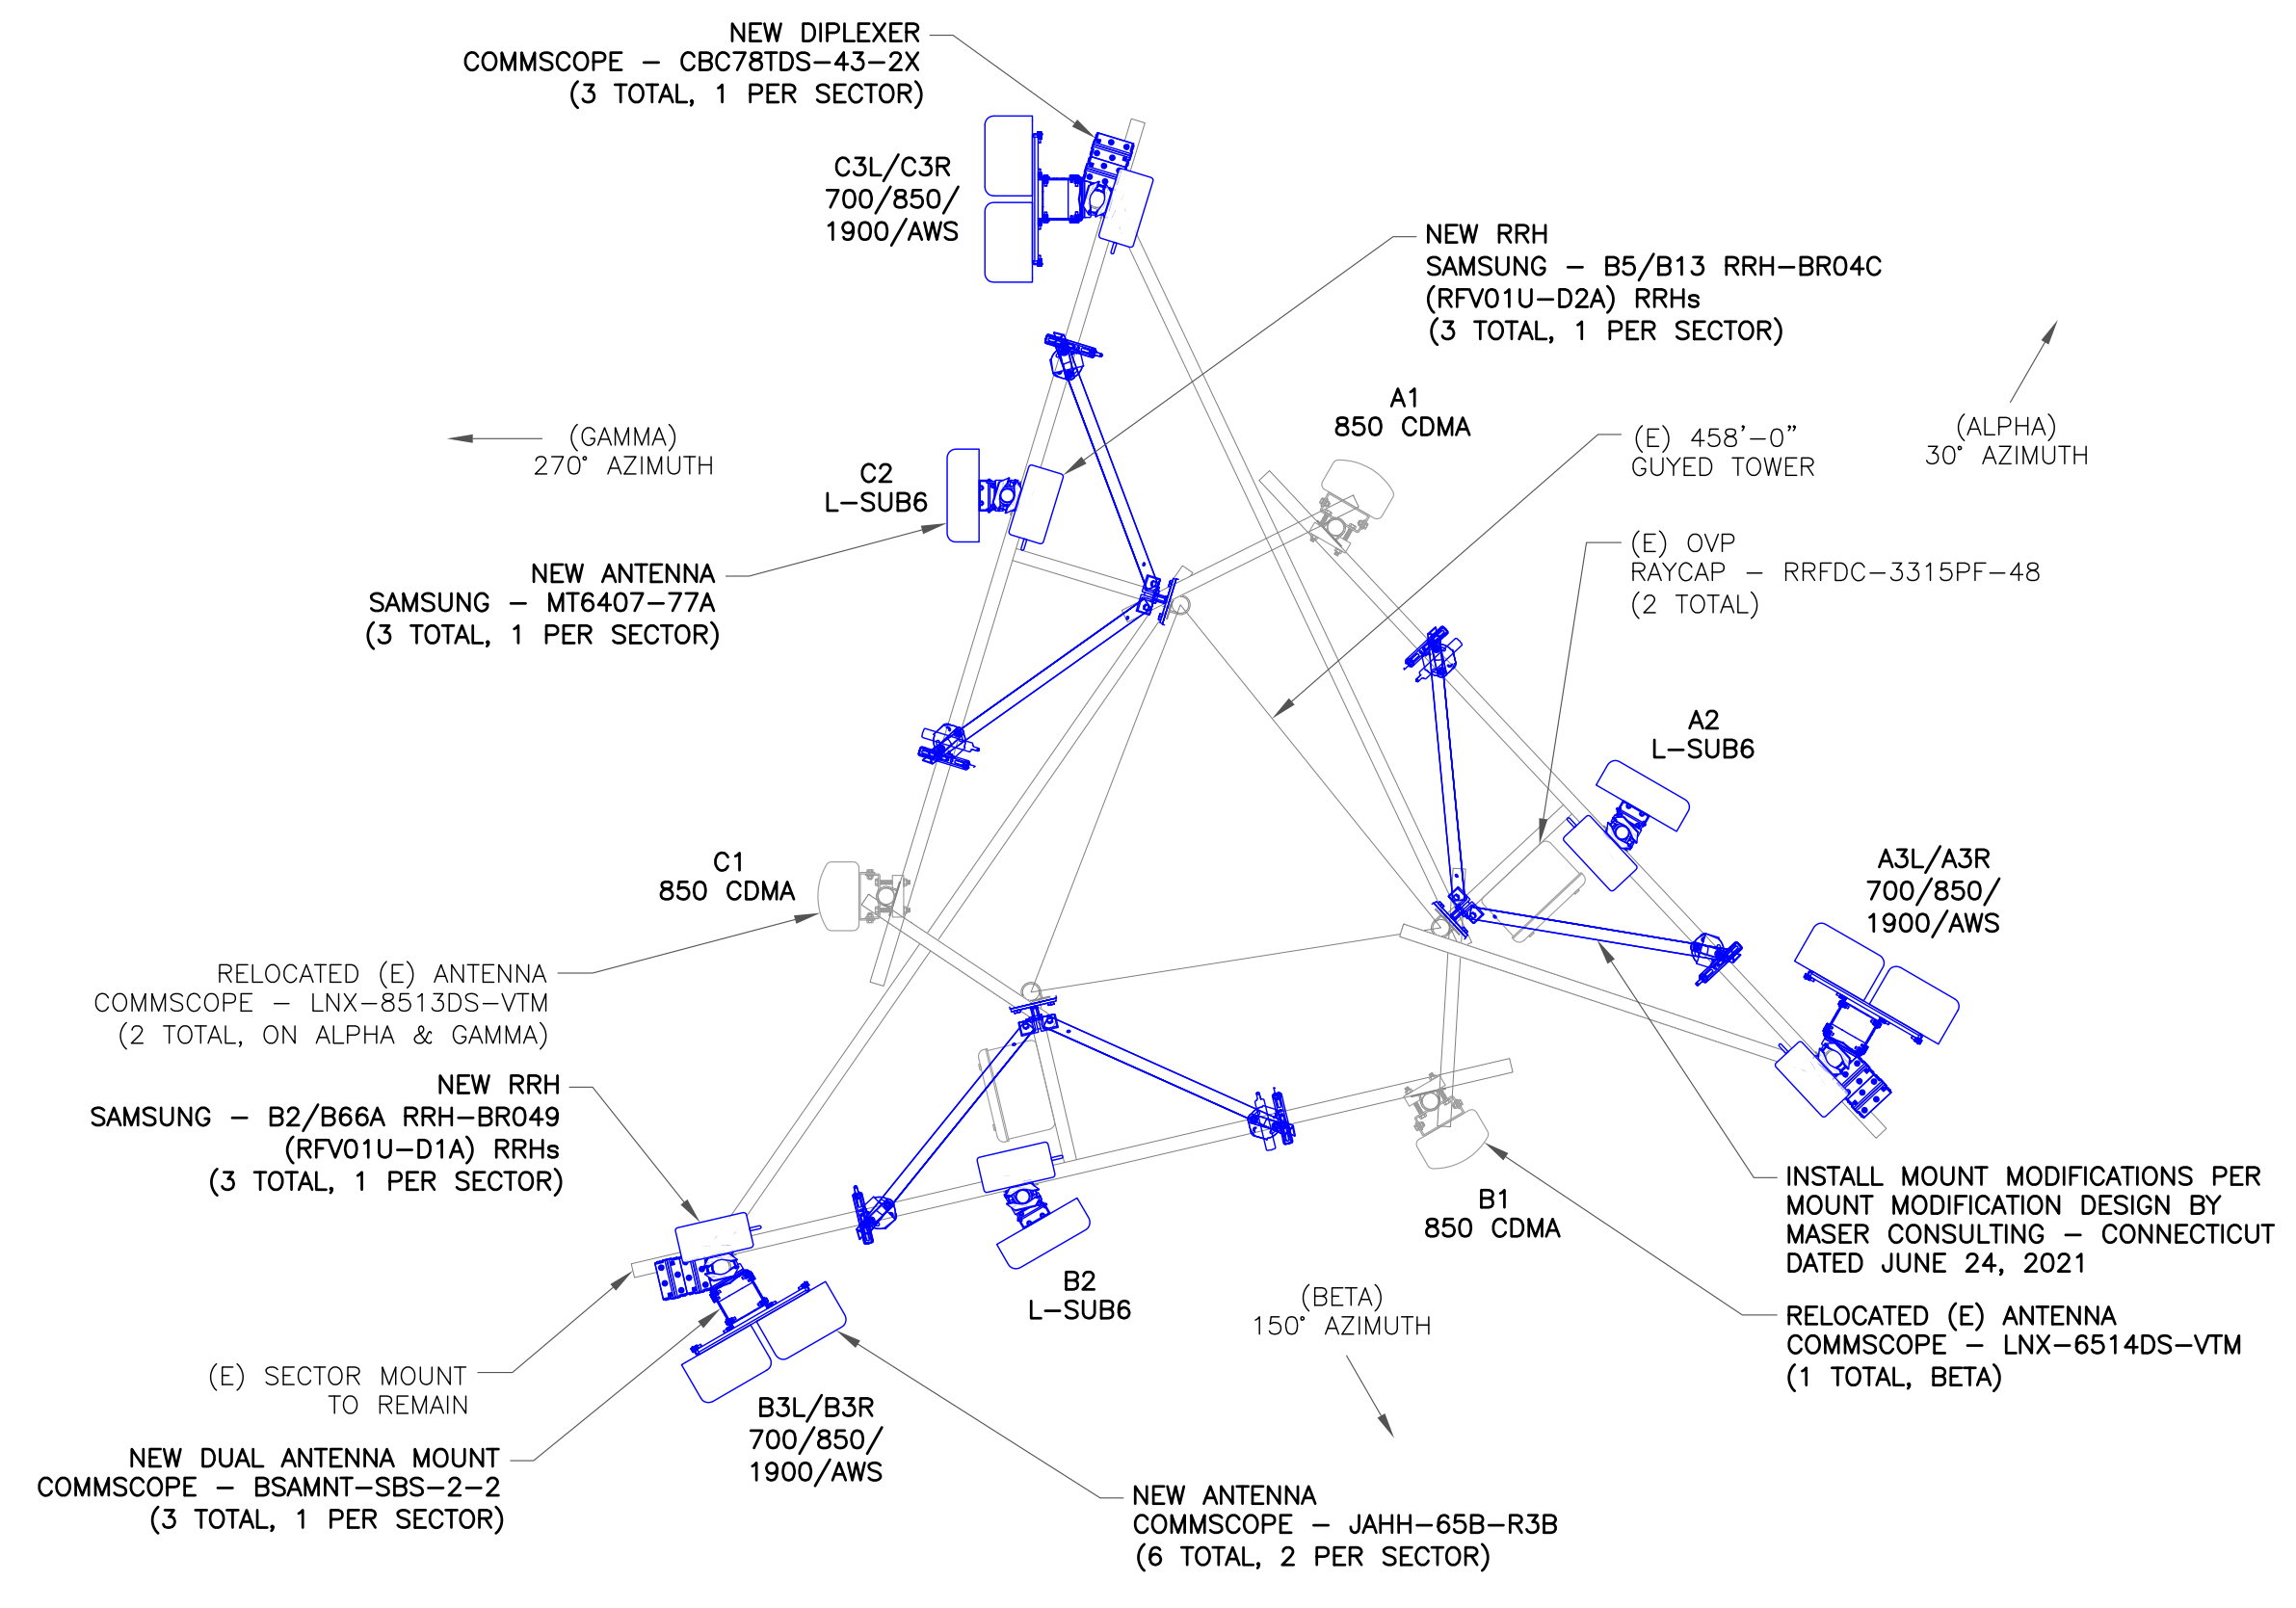 NEW DIPLEXER
COMMSCOPE - CBC78TDS-43-2X
(3 TOTAL, 1 PER SECTOR)
C3L/C3R
700/850/
1900/AWS
NEW RRH
SAMSUNG - B5/B13 RRH-BR04C
(RFV01U-D2A) RRHs
(3 TOTAL, 1 PER SECTOR)
A1
850 CDMA
(E) 458'-0"
GUYED TOWER
(ALPHA)
30° AZIMUTH
(GAMMA)
270° AZIMUTH
C2
L-SUB6
(E) OVP
RAYCAP - RRFDC-3315PF-48
(2 TOTAL)
NEW ANTENNA
SAMSUNG - MT6407-77A
(3 TOTAL, 1 PER SECTOR)
A2
L-SUB6
C1
850 CDMA
A3L/A3R
700/850/
1900/AWS
RELOCATED (E) ANTENNA
COMMSCOPE - LNX-8513DS-VTM
(2 TOTAL, ON ALPHA & GAMMA)
NEW RRH
SAMSUNG - B2/B66A RRH-BR049
(RFV01U-D1A) RRHs
(3 TOTAL, 1 PER SECTOR)
B1
850 CDMA
INSTALL MOUNT MODIFICATIONS PER
MOUNT MODIFICATION DESIGN BY
MASER CONSULTING - CONNECTICUT
DATED JUNE 24, 2021
B2
L-SUB6
(BETA)
150° AZIMUTH
RELOCATED (E) ANTENNA
COMMSCOPE - LNX-6514DS-VTM
(1 TOTAL, BETA)
(E) SECTOR MOUNT
TO REMAIN
B3L/B3R
700/850/
1900/AWS
NEW DUAL ANTENNA MOUNT
COMMSCOPE - BSAMNT-SBS-2-2
(3 TOTAL, 1 PER SECTOR)
NEW ANTENNA
COMMSCOPE - JAHH-65B-R3B
(6 TOTAL, 2 PER SECTOR)